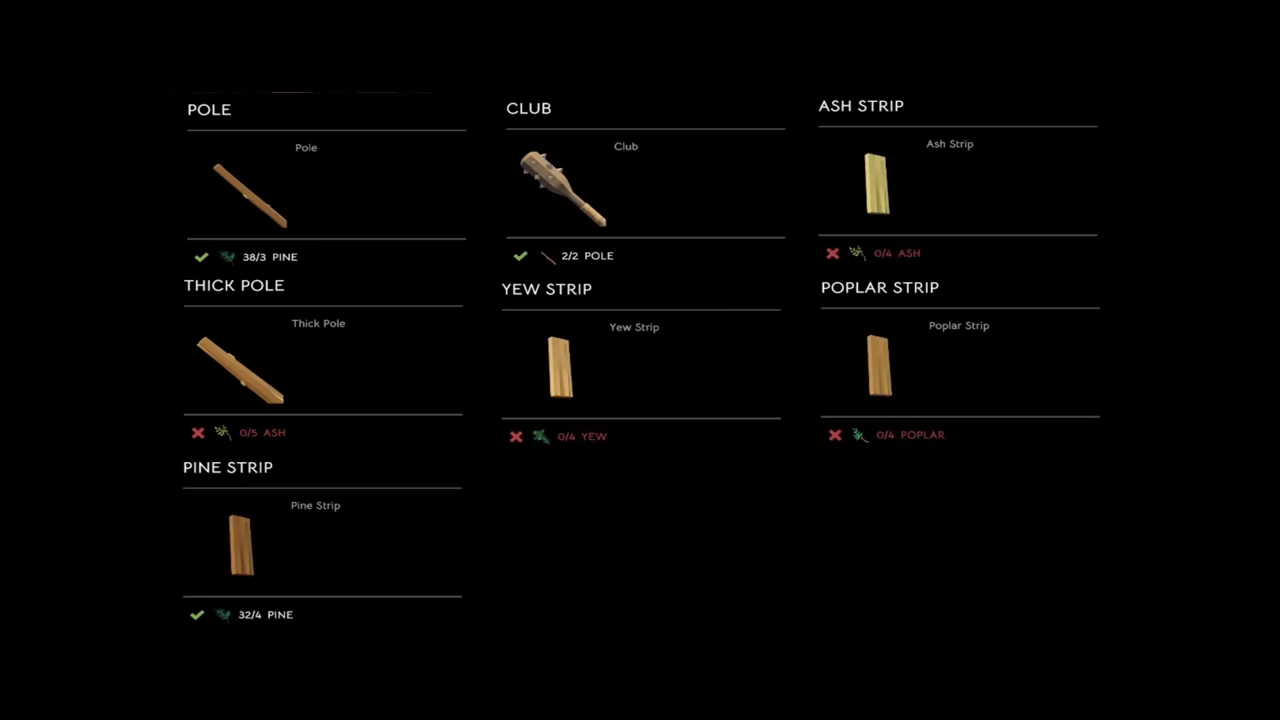 POLE
Pole
38/3 PINE
CLUB
Club
2/2 POLE
ASH STRIP
Ash Strip
0/4 ASH
THICK POLE
Thick Pole
0/5 ASH
YEW STRIP
Yew Strip
0/4 YEW
POPLAR STRIP
Poplar Strip
0/4 POPLAR
PINE STRIP
Pine Strip
32/4 PINE